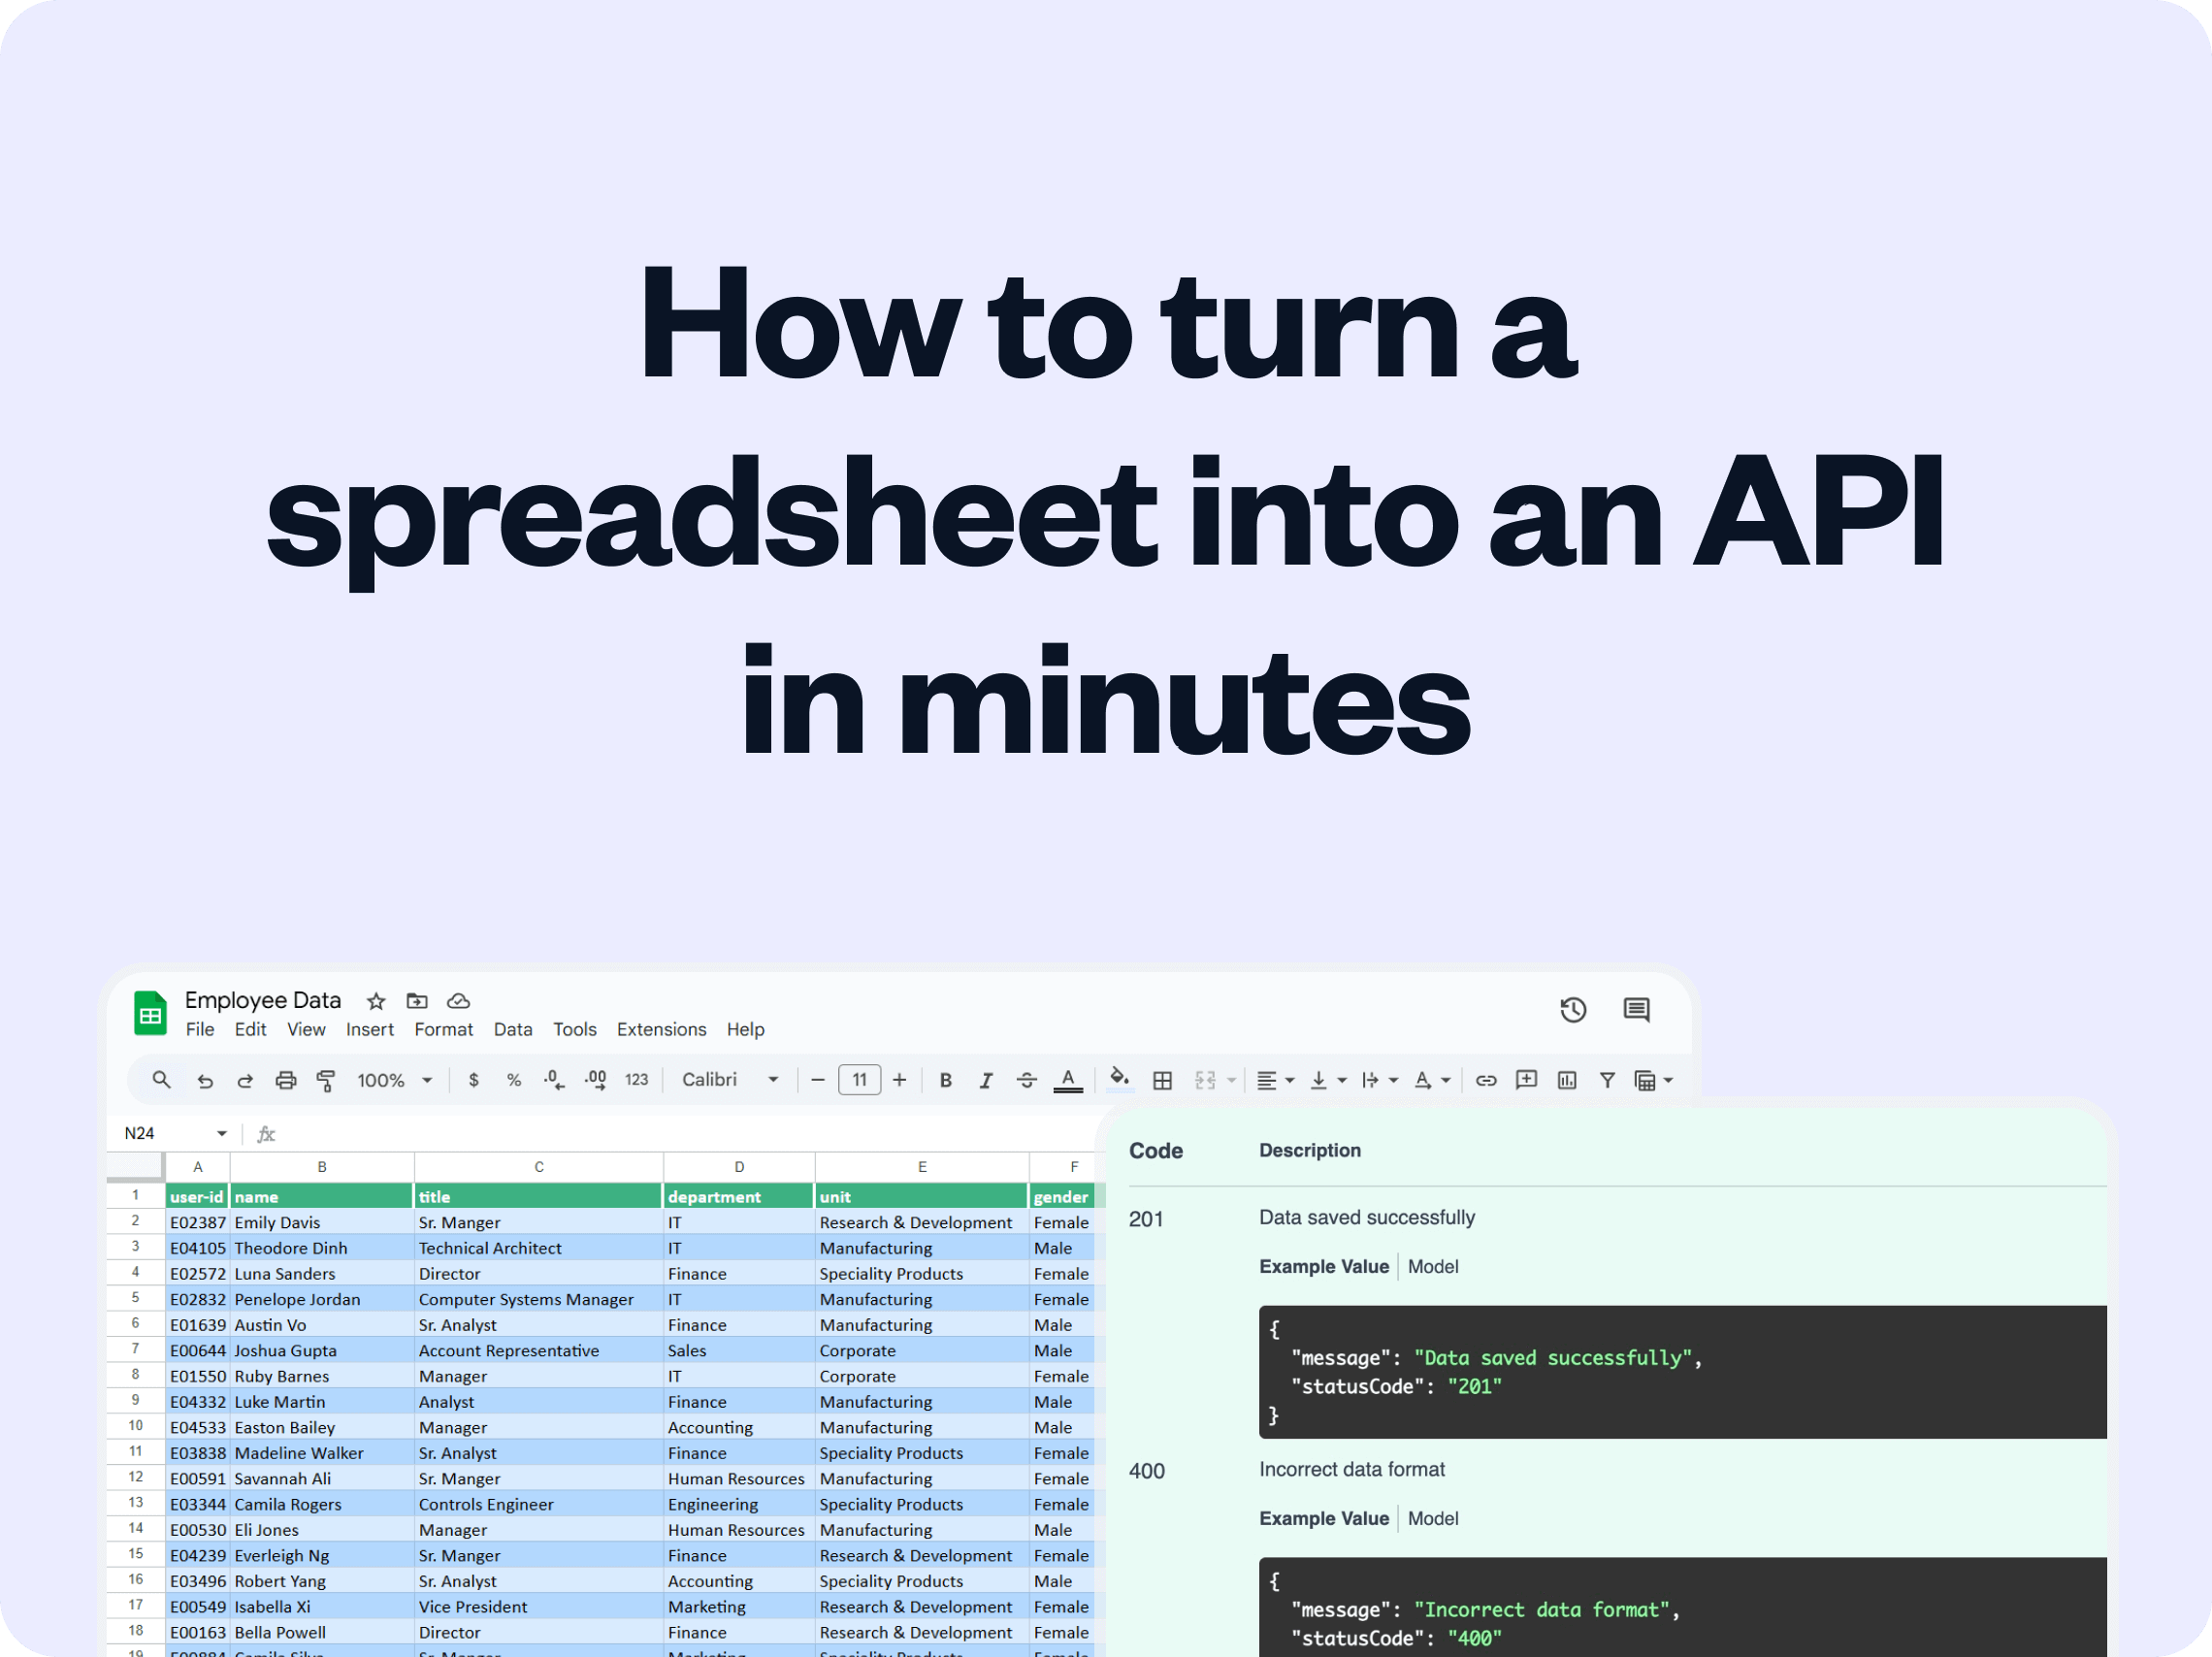 How to turn a
spreadsheet into an API
in minutes
Employee Data
File Edit View Insert Format Data Tools Extensions Help
100% $ % .0 .00 123 Calibri 11 B I A A
N24 fx
A B C D E F
1 user-id name title department unit gender
2 E02387 Emily Davis Sr. Manger IT Research & Development Female
3 E04105 Theodore Dinh Technical Architect IT Manufacturing Male
4 E02572 Luna Sanders Director Finance Speciality Products Female
5 E02832 Penelope Jordan Computer Systems Manager IT Manufacturing Female
6 E01639 Austin Vo Sr. Analyst Finance Manufacturing Male
7 E00644 Joshua Gupta Account Representative Sales Corporate Male
8 E01550 Ruby Barnes Manager IT Corporate Female
9 E04332 Luke Martin Analyst Finance Manufacturing Male
10 E04533 Easton Bailey Manager Accounting Manufacturing Male
11 E03838 Madeline Walker Sr. Analyst Finance Speciality Products Female
12 E00591 Savannah Ali Sr. Manger Human Resources Manufacturing Female
13 E03344 Camila Rogers Controls Engineer Engineering Speciality Products Female
14 E00530 Eli Jones Manager Human Resources Manufacturing Male
15 E04239 Everleigh Ng Sr. Manger Finance Research & Development Female
16 E03496 Robert Yang Sr. Analyst Accounting Speciality Products Male
17 E00549 Isabella Xi Vice President Marketing Research & Development Female
18 E00163 Bella Powell Director Finance Research & Development Female
Code Description
201 Data saved successfully
Example Value Model
{
"message": "Data saved successfully",
"statusCode": "201"
}
400 Incorrect data format
Example Value Model
{
"message": "Incorrect data format",
"statusCode": "400"